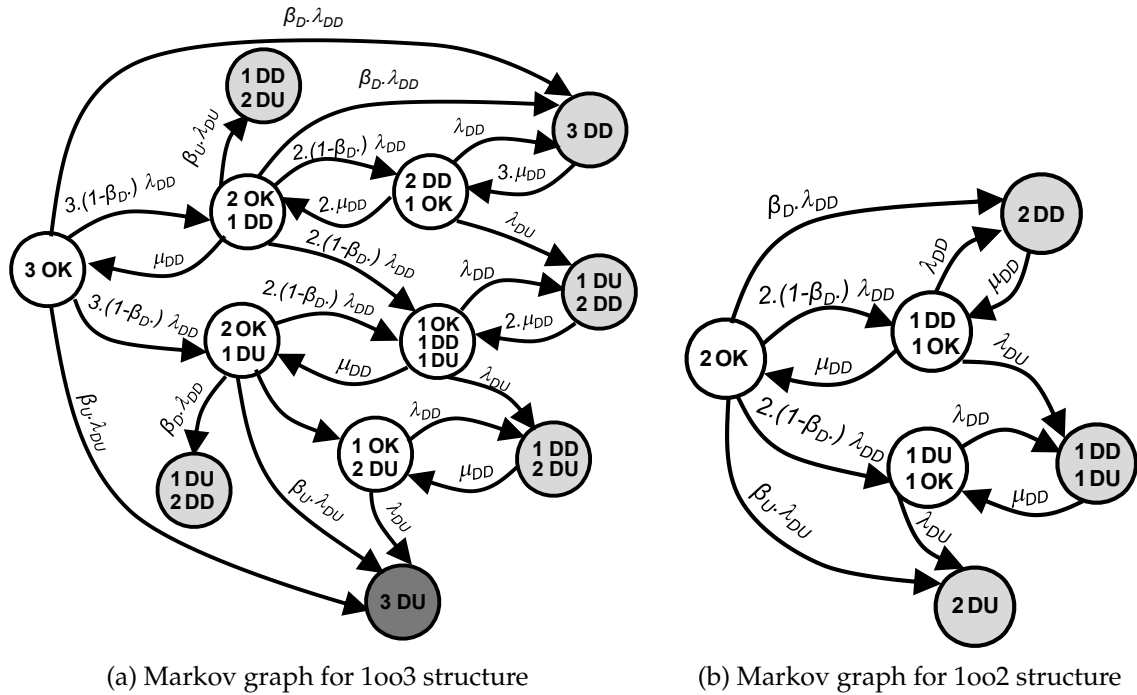 β_D.λ_DD
1 DD
2 DU
β_U.λ_DU
β_D.λ_DD
3 DD
λ_DD
3.μ_DD
2.(1-β_D.) λ_DD
2 DD
1 OK
2.μ_DD
3.(1-β_D.) λ_DD
2 OK
1 DD
μ_DD
3 OK
λ_DU
2.(1-β_D.) λ_DD
λ_DD
1 DU
2 DD
2.μ_DD
3.(1-β_D.) λ_DD
2 OK
1 DU
2.(1-β_D.) λ_DD
1 OK
1 DD
1 DU
μ_DD
λ_DU
β_D.λ_DD
β_U.λ_DU
1 DU
2 DD
1 OK
2 DU
λ_DD
1 DD
2 DU
μ_DD
β_U.λ_DU
λ_DU
3 DU
(a) Markov graph for 1oo3 structure
β_D.λ_DD
2 DD
λ_DD
μ_DD
2.(1-β_D.) λ_DD
1 DD
1 OK
2 OK
μ_DD
λ_DU
2.(1-β_D.) λ_DD
1 DU
1 OK
λ_DD
1 DD
1 DU
μ_DD
β_U.λ_DU
λ_DU
2 DU
(b) Markov graph for 1oo2 structure